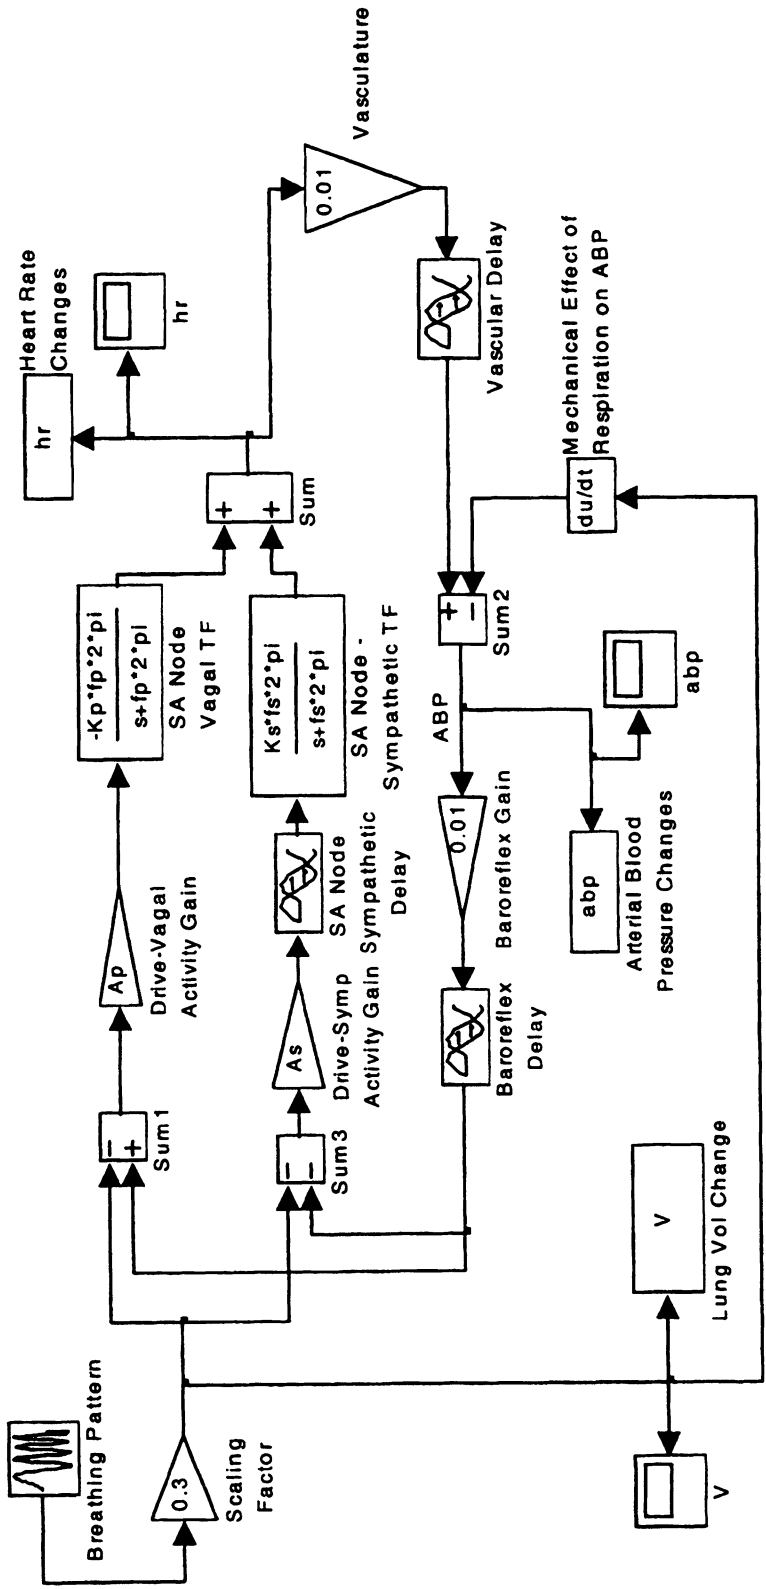 Breathing Pattern
0.3
Scaling
Factor
-
+
Sum1
Ap
Drive-Vagal
Activity Gain
-Kp*fp*2*pi
s+fp*2*pi
SA Node
Vagal TF
-
-
Sum3
As
Drive-Symp
Activity Gain
SA Node
Sympathetic
Delay
Ks*fs*2*pi
s+fs*2*pi
SA Node -
Sympathetic TF
+
+
Sum
hr
Heart Rate
Changes
hr
0.01
Vasculature
Vascular Delay
+
-
Sum2
ABP
0.01
Baroreflex Gain
Baroreflex
Delay
abp
Arterial Blood
Pressure Changes
abp
du/dt
Mechanical Effect of
Respiration on ABP
V
V
Lung Vol Change